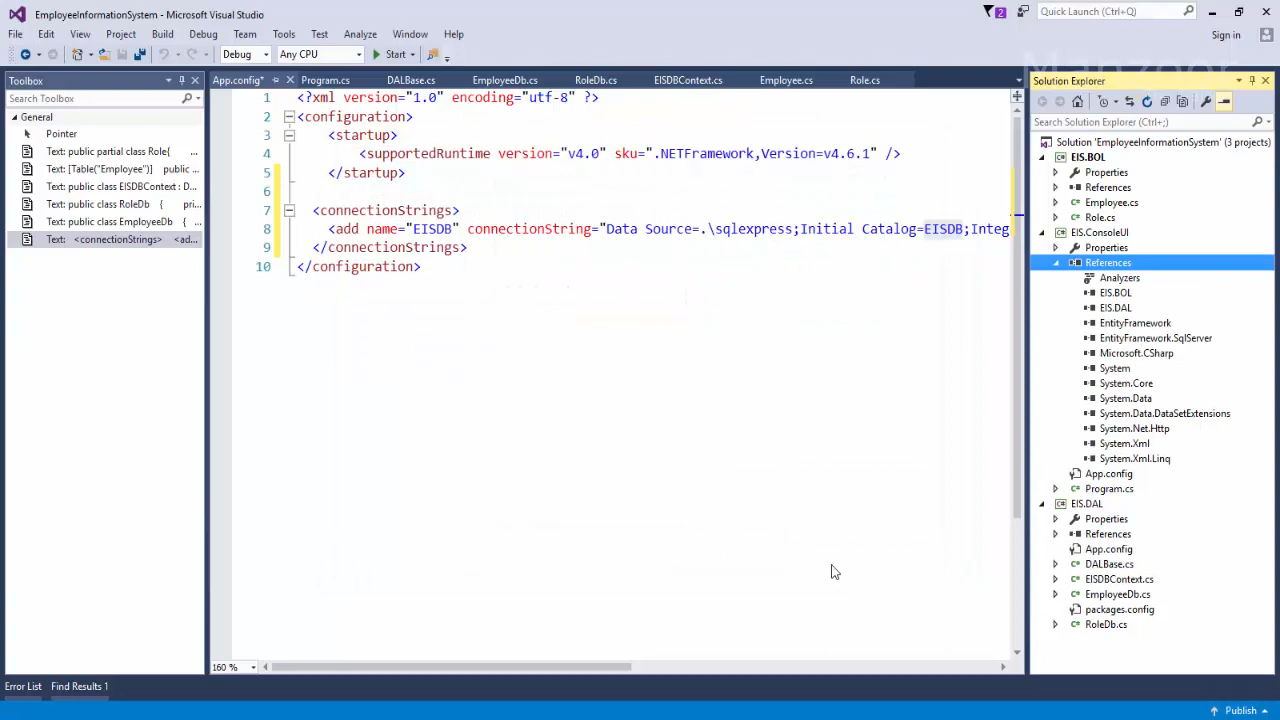 EmployeeInformationSystem - Microsoft Visual Studio
2
Quick Launch (Ctrl+Q)
File Edit View Project Build Debug Team Tools Test Analyze Window Help
Sign in
Debug Any CPU Start
Toolbox
Search Toolbox
General
Pointer
Text: public partial class Role{ ...
Text: [Table("Employee")] public ...
Text: public class EISDBContext : D...
Text: public class RoleDb { pri...
Text: public class EmployeeDb ...
Text: <connectionStrings> <ad...
App.config* Program.cs DALBase.cs EmployeeDb.cs RoleDb.cs EISDBContext.cs Employee.cs Role.cs
1 <?xml version="1.0" encoding="utf-8" ?>
2 <configuration>
3 <startup>
4 <supportedRuntime version="v4.0" sku=".NETFramework,Version=v4.6.1" />
5 </startup>
6
7 <connectionStrings>
8 <add name="EISDB" connectionString="Data Source=.\sqlexpress;Initial Catalog=EISDB;Integ
9 </connectionStrings>
10 </configuration>
160 %
Manzoor
Solution Explorer
Search Solution Explorer (Ctrl+;)
Solution 'EmployeeInformationSystem' (3 projects)
EIS.BOL
Properties
References
Employee.cs
Role.cs
EIS.ConsoleUI
Properties
References
Analyzers
EIS.BOL
EIS.DAL
EntityFramework
EntityFramework.SqlServer
Microsoft.CSharp
System
System.Core
System.Data
System.Data.DataSetExtensions
System.Net.Http
System.Xml
System.Xml.Linq
App.config
Program.cs
EIS.DAL
Properties
References
App.config
DALBase.cs
EISDBContext.cs
EmployeeDb.cs
packages.config
RoleDb.cs
Error List Find Results 1
Publish